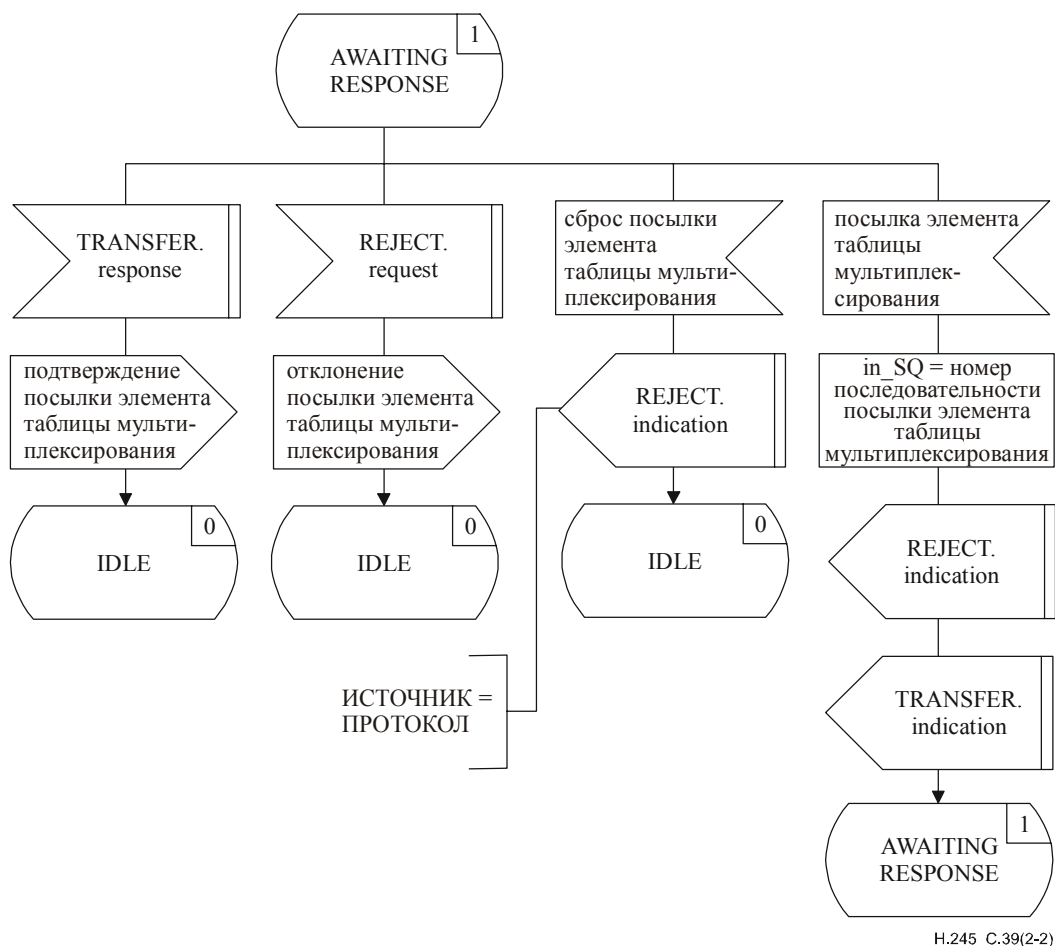 1
AWAITING
RESPONSE
TRANSFER.
response
REJECT.
request
сброс посылки
элемента
таблицы мульти-
плексирования
посылка элемента
таблицы
мультиплек-
сирования
подтверждение
посылки элемента
таблицы мульти-
плексирования
отклонение
посылки элемента
таблицы мульти-
плексирования
REJECT.
indication
in_SQ = номер
последовательности
посылки элемента
таблицы
мультиплексирования
0
IDLE
0
IDLE
0
IDLE
REJECT.
indication
ИСТОЧНИК =
ПРОТОКОЛ
TRANSFER.
indication
1
AWAITING
RESPONSE
H.245_C.39(2-2)